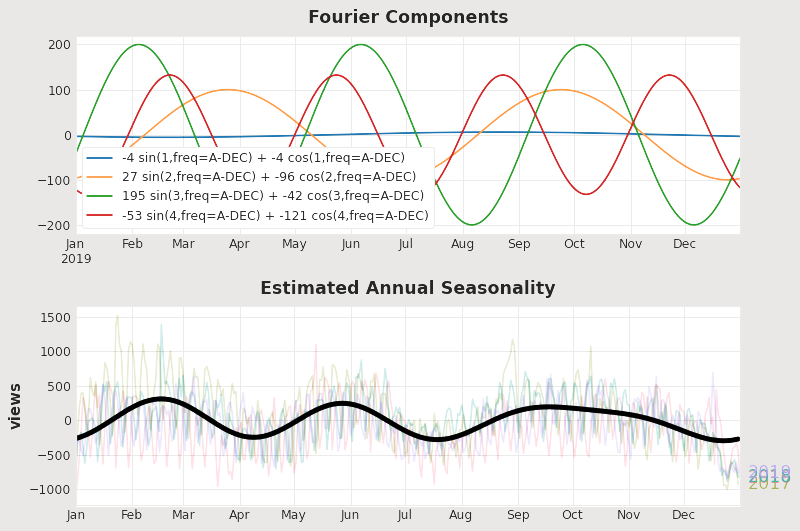 Fourier Components
200
100
0
−100
−200
-4 sin(1,freq=A-DEC) + -4 cos(1,freq=A-DEC)
27 sin(2,freq=A-DEC) + -96 cos(2,freq=A-DEC)
195 sin(3,freq=A-DEC) + -42 cos(3,freq=A-DEC)
-53 sin(4,freq=A-DEC) + -121 cos(4,freq=A-DEC)
Jan Feb Mar Apr May Jun Jul Aug Sep Oct Nov Dec
2019
Estimated Annual Seasonality
views
1500
1000
500
0
−500
−1000
2018
2017
Jan Feb Mar Apr May Jun Jul Aug Sep Oct Nov Dec